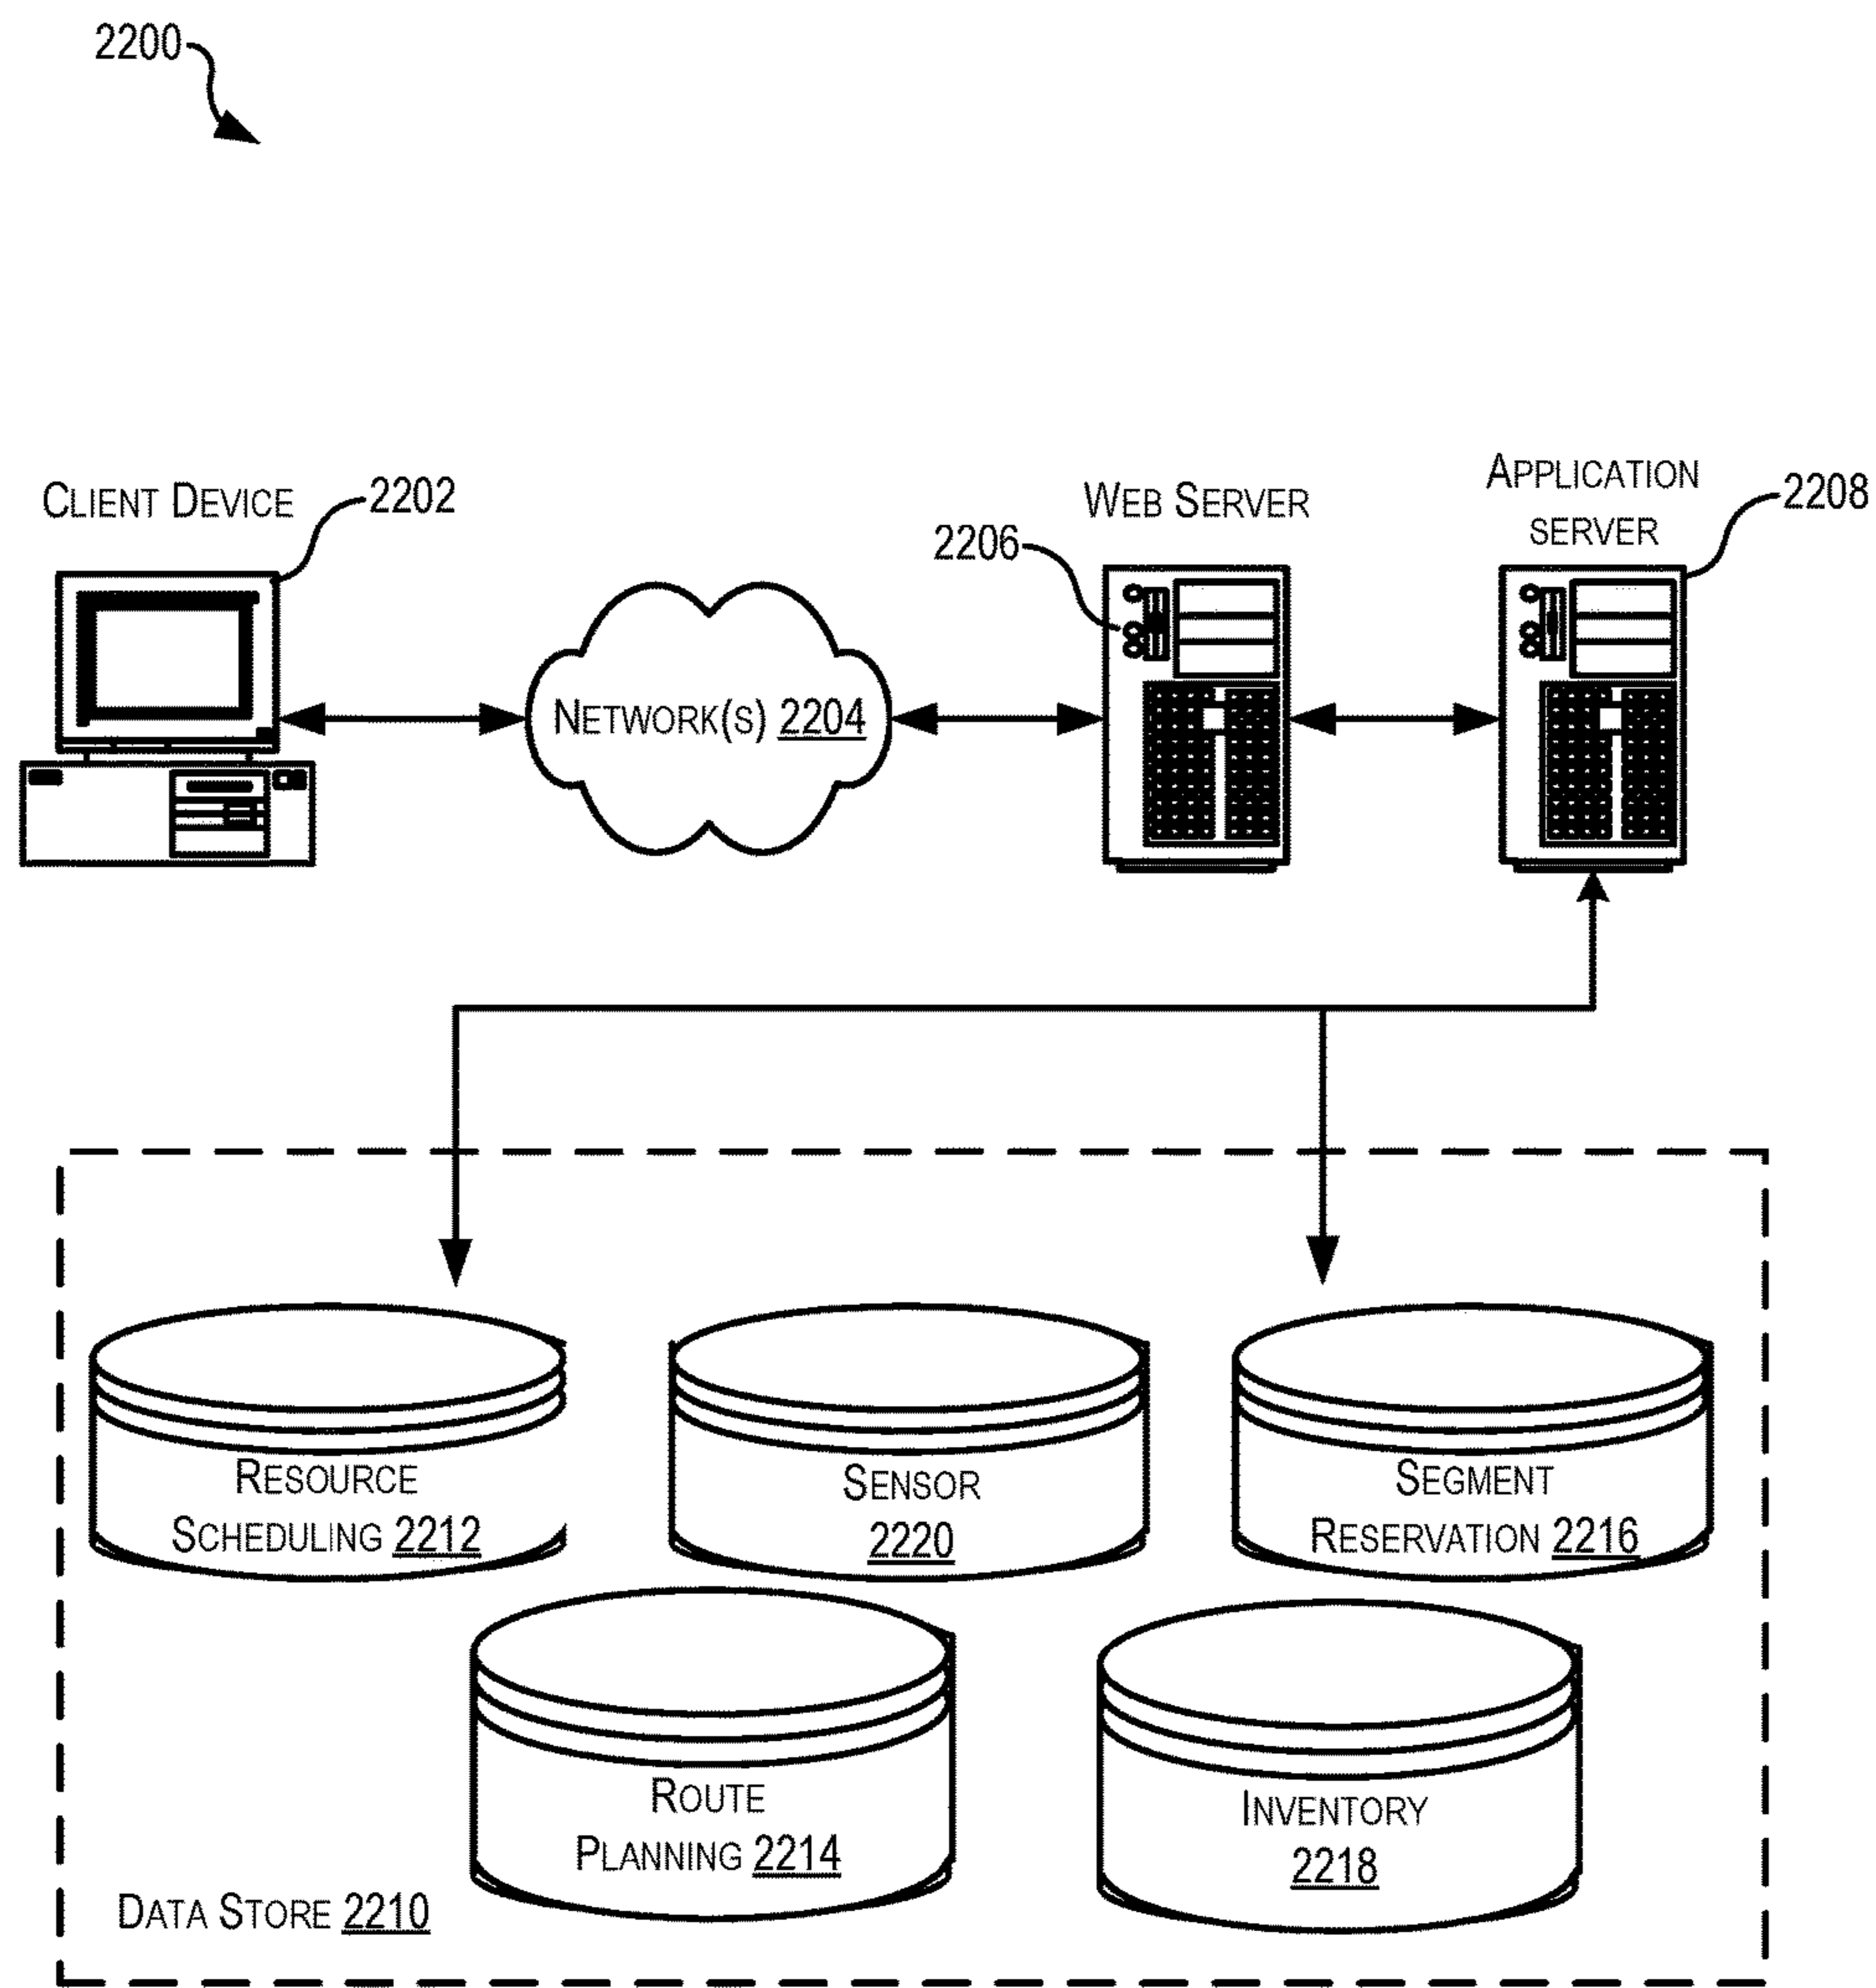 2200
CLIENT DEVICE
2202
WEB SERVER
2206
APPLICATION
SERVER
2208
NETWORK(S) 2204
RESOURCE
SCHEDULING 2212
SENSOR
2220
SEGMENT
RESERVATION 2216
ROUTE
PLANNING 2214
INVENTORY
2218
DATA STORE 2210